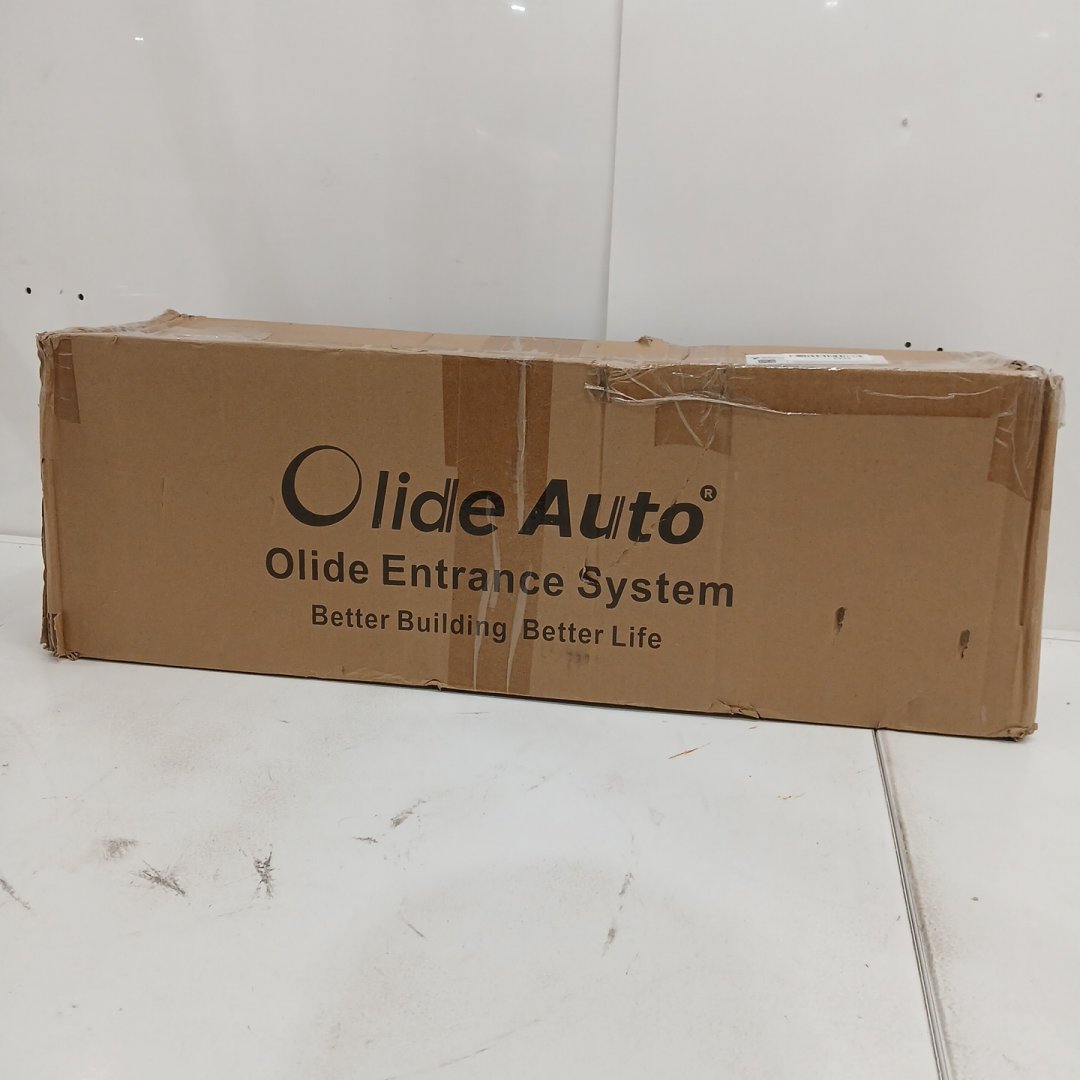 Olide Auto®
Olide Entrance System
Better Building Better Life